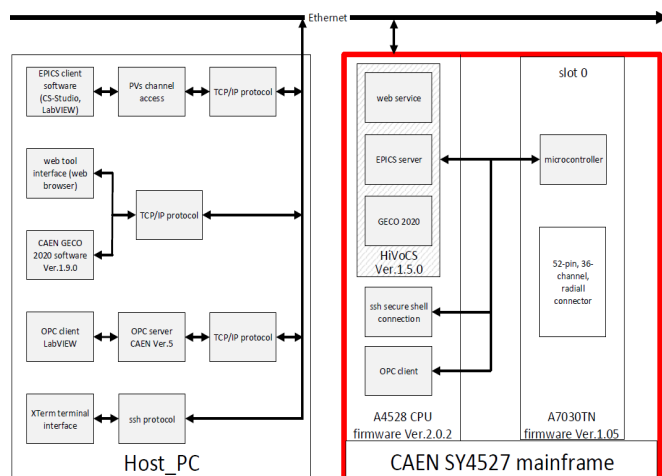 Ethernet
EPICS client
software
(CS-Studio,
LabVIEW)
PVs channel
access
TCP/IP protocol
web tool
interface (web
browser)
TCP/IP protocol
CAEN GECO
2020 software
Ver.1.9.0
OPC client
LabVIEW
OPC server
CAEN Ver.5
TCP/IP protocol
XTerm terminal
interface
ssh protocol
Host_PC
web service
EPICS server
GECO 2020
HiVoCS
Ver.1.5.0
ssh secure shell
connection
OPC client
A4528 CPU
firmware Ver.2.0.2
slot 0
microcontroller
52-pin, 36-
channel,
radiall
connector
A7030TN
firmware Ver.1.05
CAEN SY4527 mainframe